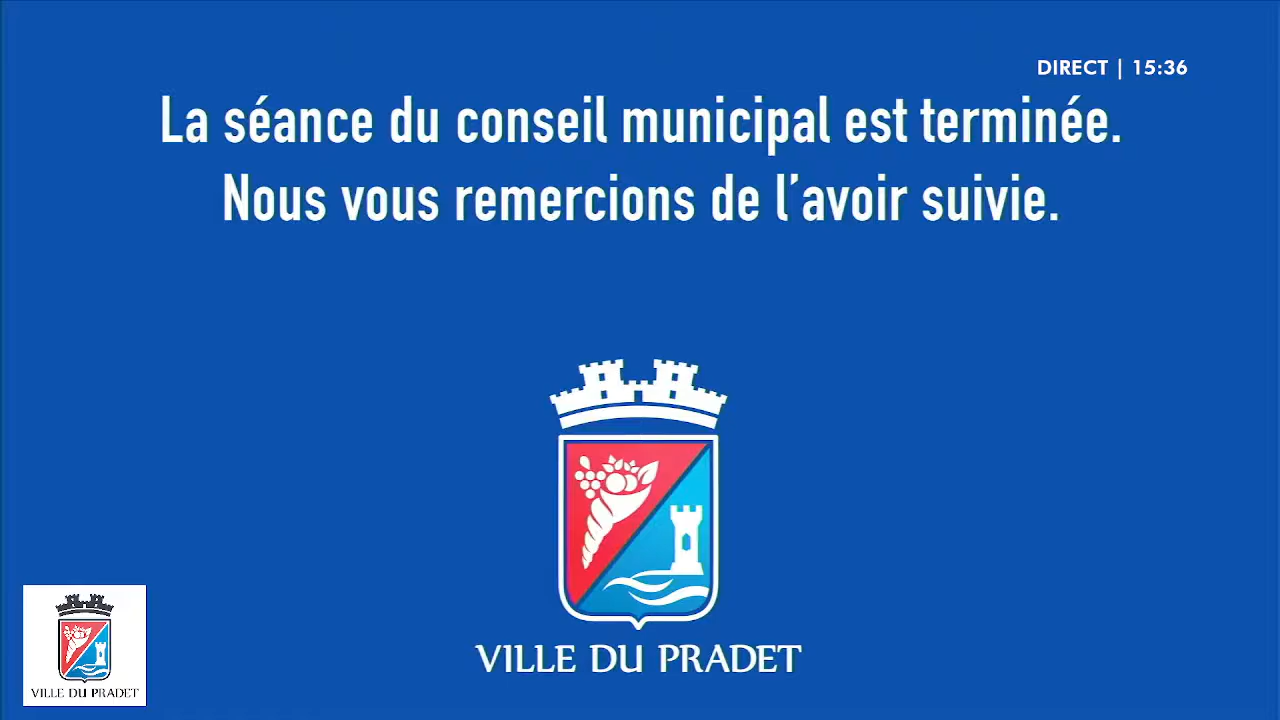 DIRECT | 15:36
La séance du conseil municipal est terminée.
Nous vous remercions de l’avoir suivie.
VILLE DU PRADET
VILLE DU PRADET